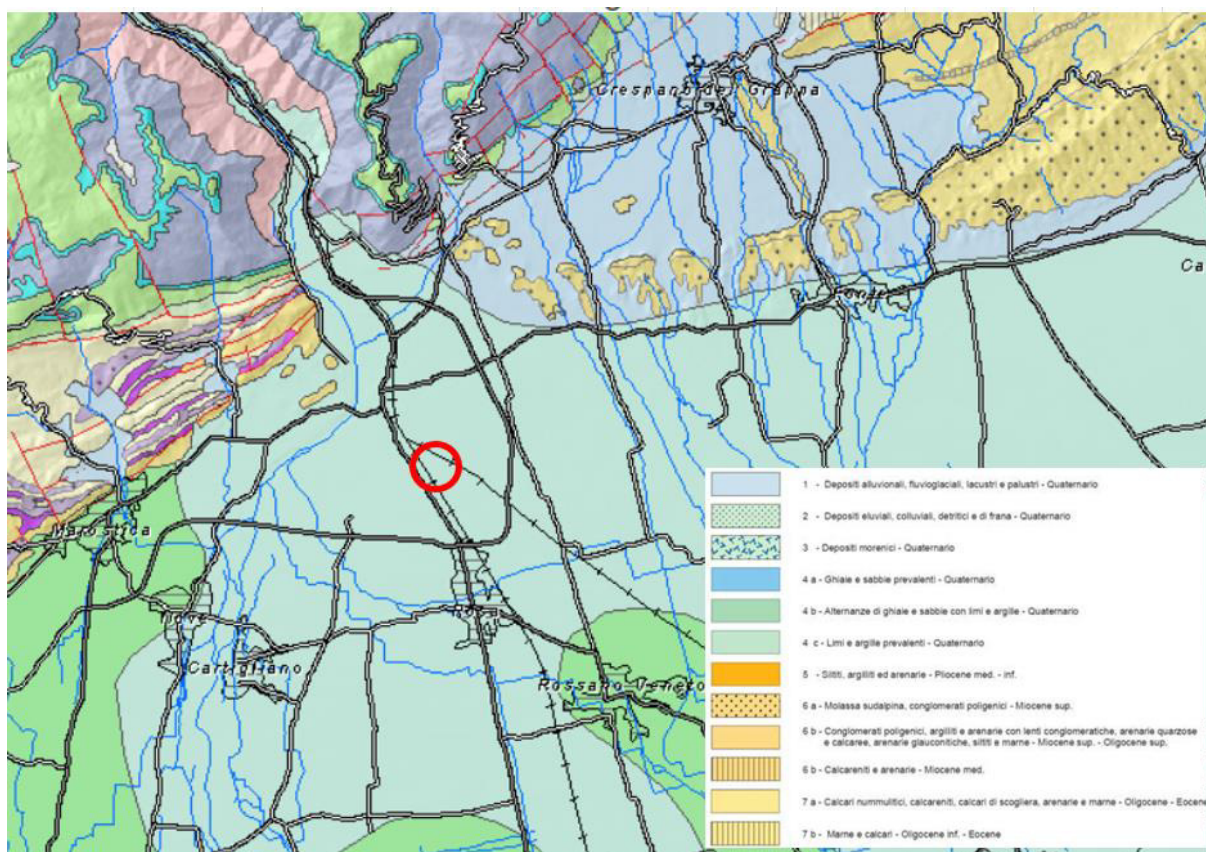 Crespano del Grappa
Ca
Fonte
Marostica
Nove
Rosà
Cartigliano
Rossano Veneto
1 - Depositi alluvionali, fluvioglaciali, lacustri e palustri - Quaternario
2 - Depositi eluviali, colluviali, detritici e di frana - Quaternario
3 - Depositi morenici - Quaternario
4 a - Ghiaie e sabbie prevalenti - Quaternario
4 b - Alternanze di ghiaie e sabbie con limi e argille - Quaternario
4 c - Limi e argille prevalenti - Quaternario
5 - Siltiti, argilliti ed arenarie - Pliocene med. - inf.
6 a - Molassa sudalpina, conglomerati poligenici - Miocene sup.
6 b - Conglomerati poligenici, argilliti e arenarie con lenti conglomeratiche, arenarie quarzose
e calcaree, arenarie glauconitiche, siltiti e marne - Miocene sup. - Oligocene sup.
6 b - Calcareniti e arenarie - Miocene med.
7 a - Calcari nummulitici, calcareniti, calcari di scogliera, arenarie e marne - Oligocene - Eocene
7 b - Marne e calcari - Oligocene inf. - Eocene